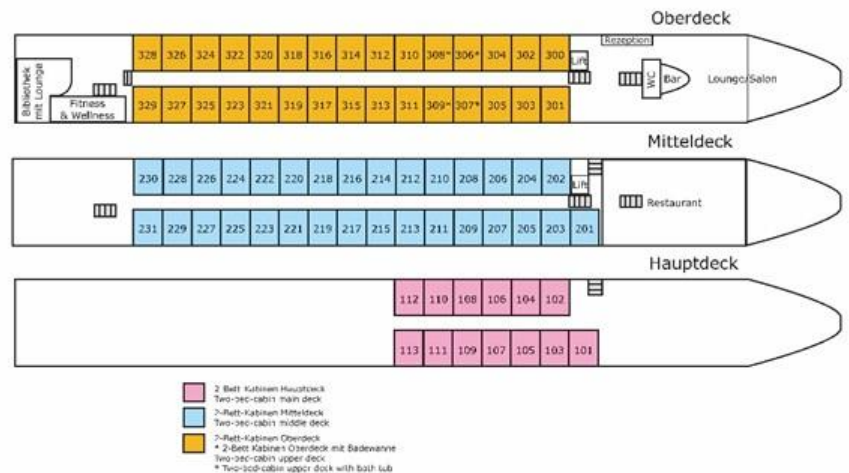 Oberdeck
Rezeption
328 326 324 322 320 318 316 314 312 310 308* 306* 304 302 300
Lift
Bibliothek
mit Lounge
Fitness
& Wellness
WC
Bar
Lounge/Salon
329 327 325 323 321 319 317 315 313 311 309* 307* 305 303 301
Mitteldeck
230 228 226 224 222 220 218 216 214 212 210 208 206 204 202
Lift
Restaurant
231 229 227 225 223 221 219 217 215 213 211 209 207 205 203 201
Hauptdeck
112 110 108 106 104 102
113 111 109 107 105 103 101
2-Bett-Kabinen Hauptdeck
Two-bed-cabin main deck
2-Bett-Kabinen Mitteldeck
Two-bed-cabin middle deck
2-Bett-Kabinen Oberdeck
* 2-Bett Kabinen Oberdeck mit Badewanne
Two-bed-cabin upper deck
* Two-bed-cabin upper deck with bath tub